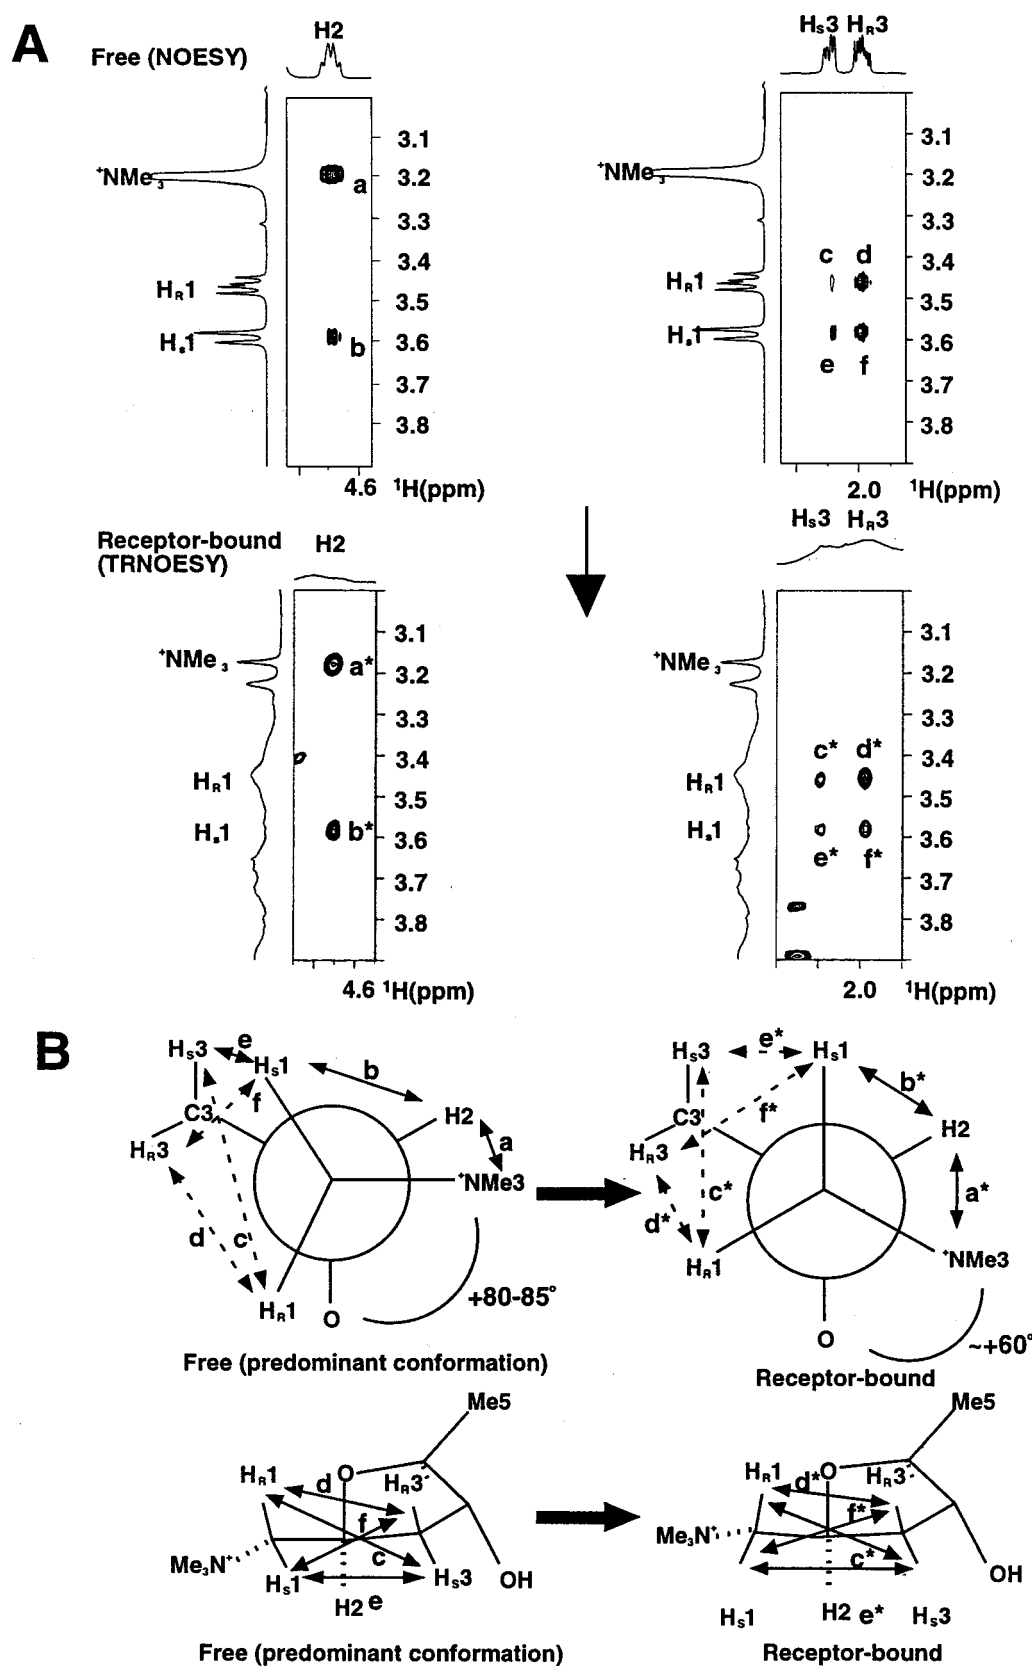 A
Free (NOESY)
H2
+NMe3
HR1
Hs1
a
b
3.1
3.2
3.3
3.4
3.5
3.6
3.7
3.8
4.6 1H(ppm)
Hs3 HR3
+NMe3
HR1
Hs1
c d
e f
3.1
3.2
3.3
3.4
3.5
3.6
3.7
3.8
2.0 1H(ppm)
Receptor-bound
(TRNOESY)
H2
+NMe3
HR1
Hs1
a*
b*
3.1
3.2
3.3
3.4
3.5
3.6
3.7
3.8
4.6 1H(ppm)
Hs3 HR3
+NMe3
HR1
Hs1
c* d*
e* f*
3.1
3.2
3.3
3.4
3.5
3.6
3.7
3.8
2.0 1H(ppm)
B
Hs3
e
Hs1
b
f
C3
H2
HR3
a
+NMe3
d
c
HR1
O
+80-85°
Free (predominant conformation)
Hs3
e*
Hs1
b*
f*
C3
H2
HR3
c*
a*
d*
HR1
+NMe3
O
~+60°
Receptor-bound
Me5
HR1
d
O
HR3
f
c
Me3N+
Hs1
Hs3
OH
H2 e
Free (predominant conformation)
Me5
HR1
d*
O
HR3
f*
Me3N+
c*
OH
Hs1
H2 e*
Hs3
Receptor-bound